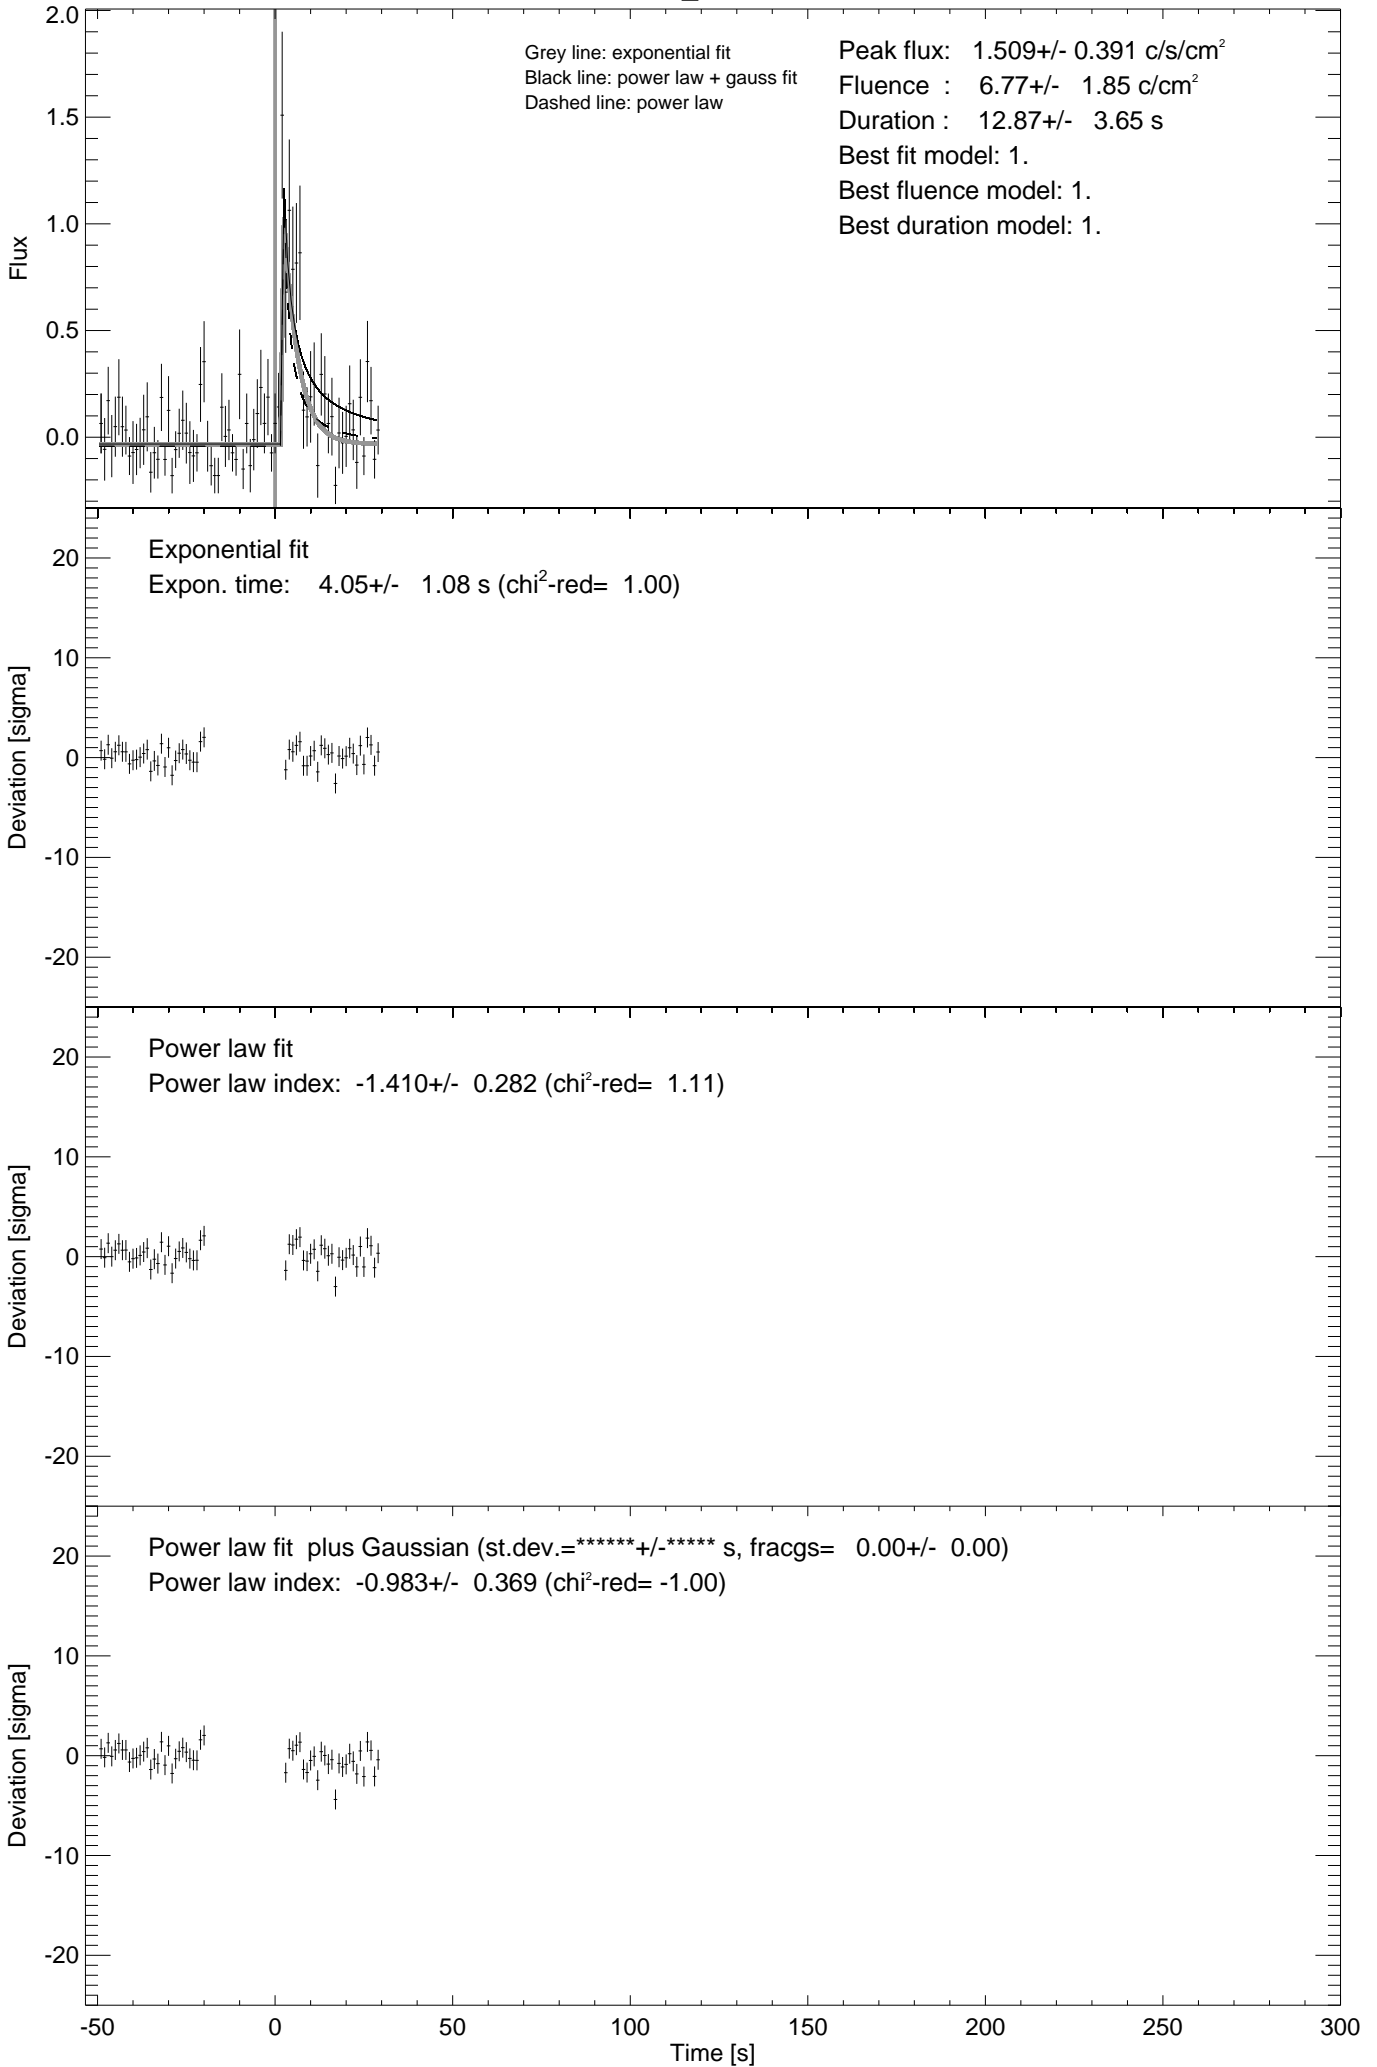 2.0
Grey line: exponential fit
Black line: power law + gauss fit
Dashed line: power law
Peak flux: 1.509+/- 0.391 c/s/cm²
Fluence : 6.77+/- 1.85 c/cm²
Duration : 12.87+/- 3.65 s
Best fit model: 1.
Best fluence model: 1.
Best duration model: 1.
1.5
1.0
0.5
0.0
Flux
Exponential fit
Expon. time: 4.05+/- 1.08 s (chi²-red= 1.00)
20
10
0
-10
-20
Deviation [sigma]
Power law fit
Power law index: -1.410+/- 0.282 (chi²-red= 1.11)
20
10
0
-10
-20
Deviation [sigma]
Power law fit plus Gaussian (st.dev.=******+/-***** s, fracgs= 0.00+/- 0.00)
Power law index: -0.983+/- 0.369 (chi²-red= -1.00)
20
10
0
-10
-20
Deviation [sigma]
-50 0 50 100 150 200 250 300
Time [s]